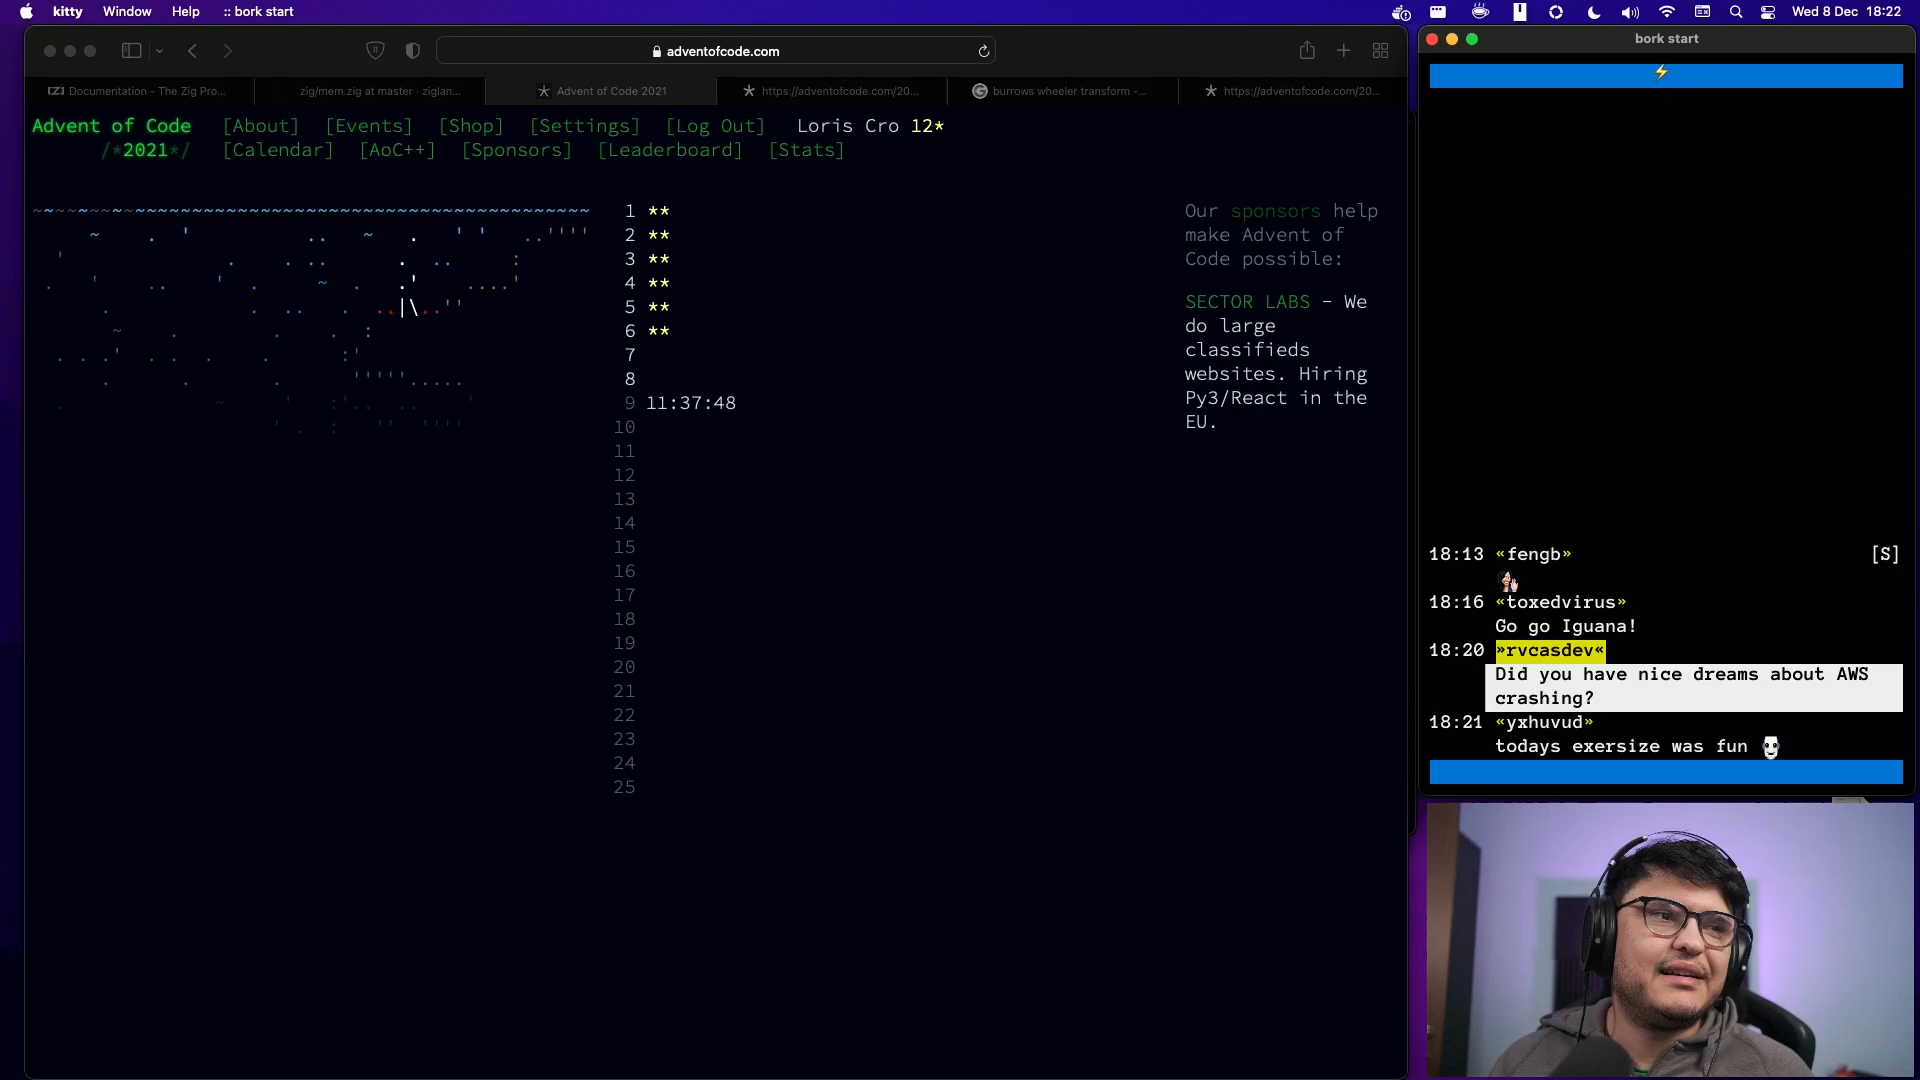 kitty Window Help :: bork start Wed 8 Dec 18:22
adventofcode.com
Documentation - The Zig Pro... zig/mem.zig at master · ziglan... Advent of Code 2021 https://adventofcode.com/20... burrows wheeler transform -... https://adventofcode.com/20...
Advent of Code [About] [Events] [Shop] [Settings] [Log Out] Loris Cro 12*
/*2021*/ [Calendar] [AoC++] [Sponsors] [Leaderboard] [Stats]
1 **
2 **
3 **
4 **
5 **
6 **
7
8
9 11:37:48
10
11
12
13
14
15
16
17
18
19
20
21
22
23
24
25
Our sponsors help
make Advent of
Code possible:
SECTOR LABS - We
do large
classifieds
websites. Hiring
Py3/React in the
EU.
bork start
18:13 «fengb» [S]
18:16 «toxedvirus»
Go go Iguana!
18:20 »rvcasdev«
Did you have nice dreams about AWS
crashing?
18:21 «yxhuvud»
todays exersize was fun